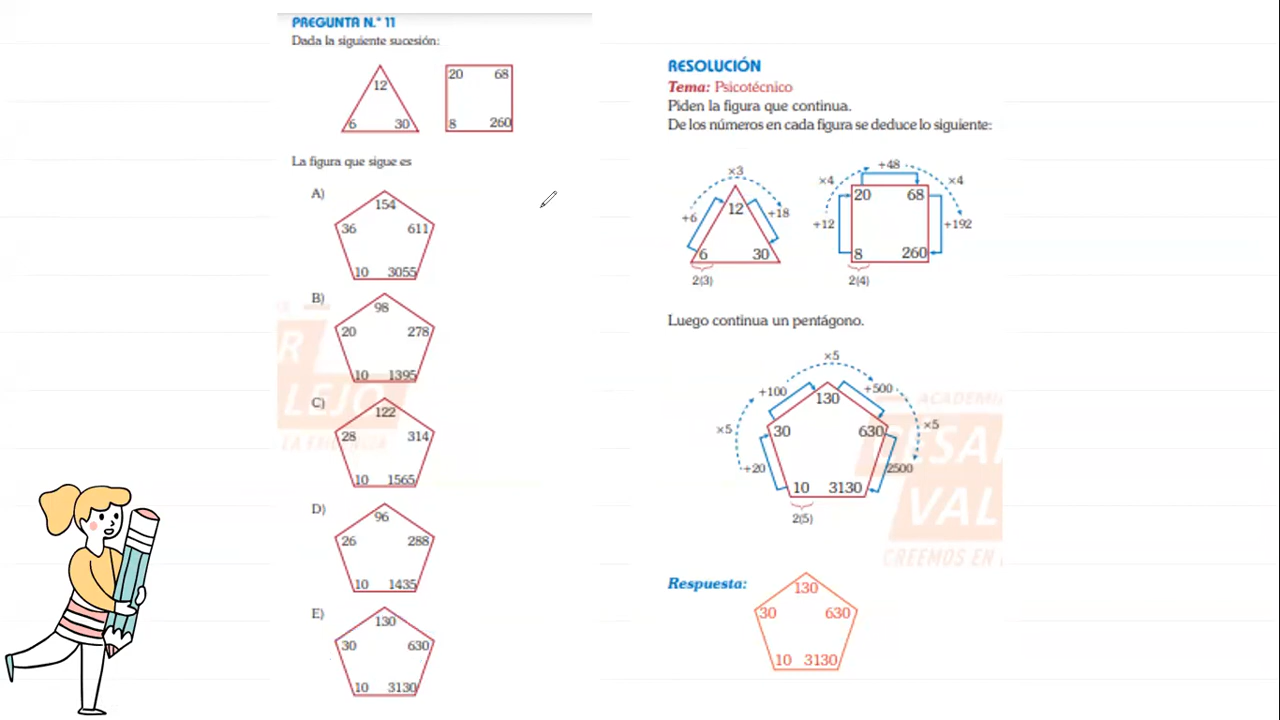 PREGUNTA N.° 11
Dada la siguiente sucesión:
12
6 30
20 68
8 260
La figura que sigue es
A)
154
36 611
10 3055
B)
98
20 278
10 1395
C)
122
28 314
10 1565
D)
96
26 288
10 1435
E)
130
30 630
10 3130
RESOLUCIÓN
Tema: Psicotécnico
Piden la figura que continua.
De los números en cada figura se deduce lo siguiente:
×3
+6 12 +18
6 30
2(3)
+48
×4 ×4
20 68
+12 +192
8 260
2(4)
Luego continua un pentágono.
×5
+100 130 +500
×5 30 630 ×5
+20 2500
10 3130
2(5)
Respuesta:
130
30 630
10 3130
LEJO
ACADEMIA
VAL
CREEMOS EN